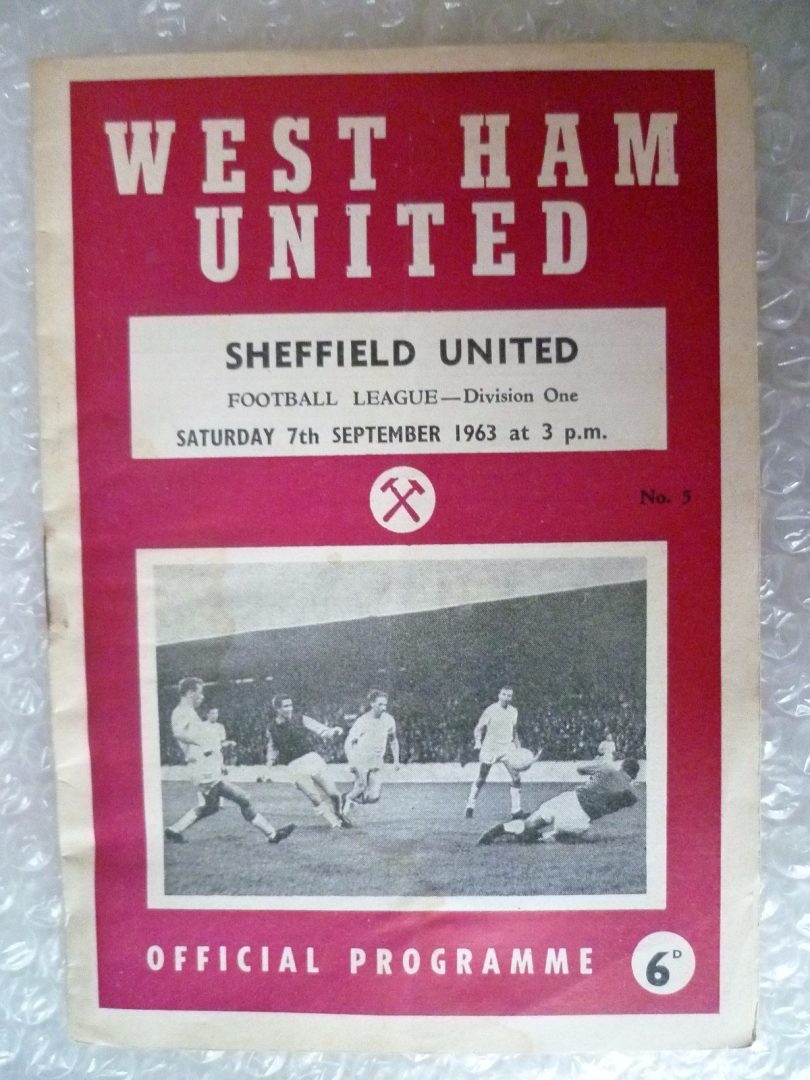 WEST HAM
UNITED
SHEFFIELD UNITED
FOOTBALL LEAGUE—Division One
SATURDAY 7th SEPTEMBER 1963 at 3 p.m.
No. 5
OFFICIAL PROGRAMME
6D